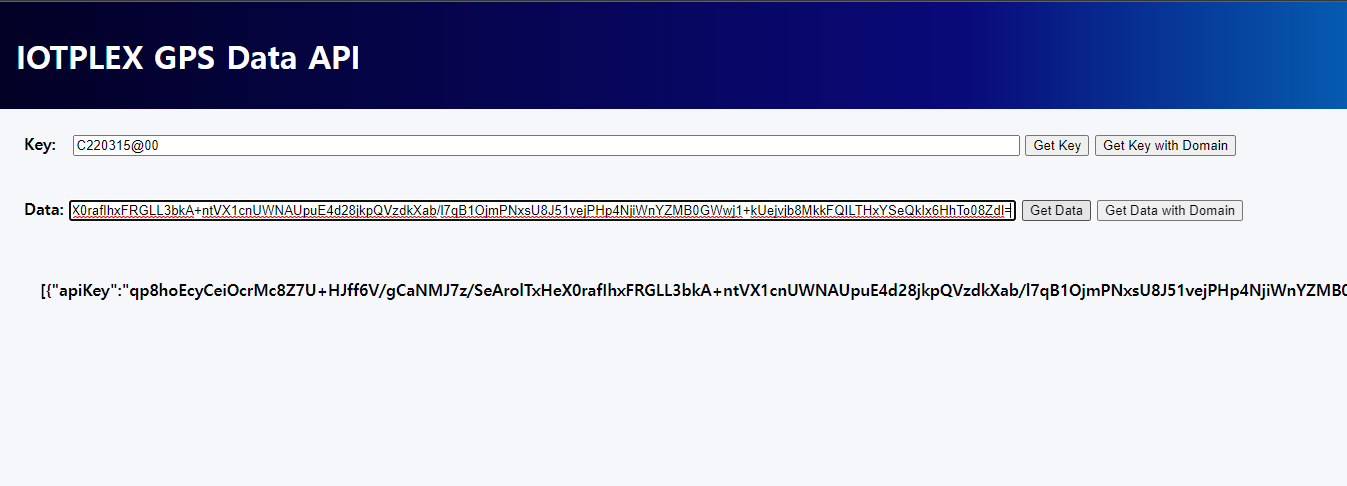 IOTPLEX GPS Data API
Key: C220315@00 Get Key Get Key with Domain
Data: X0rafIhxFRGLL3bkA+ntVX1cnUWNAUpuE4d28jkpQVzdkXab/l7qB1OjmPNxsU8J51vejPHp4NjiWnYZMB0GWwj1+kUejvjb8MkkFQILTHxYSeQklx6HhTo08ZdI= Get Data Get Data with Domain
[{"apiKey":"qp8hoEcyCeiOcrMc8Z7U+HJff6V/gCaNMJ7z/SeArolTxHeX0rafIhxFRGLL3bkA+ntVX1cnUWNAUpuE4d28jkpQVzdkXab/l7qB1OjmPNxsU8J51vejPHp4NjiWnYZMB0